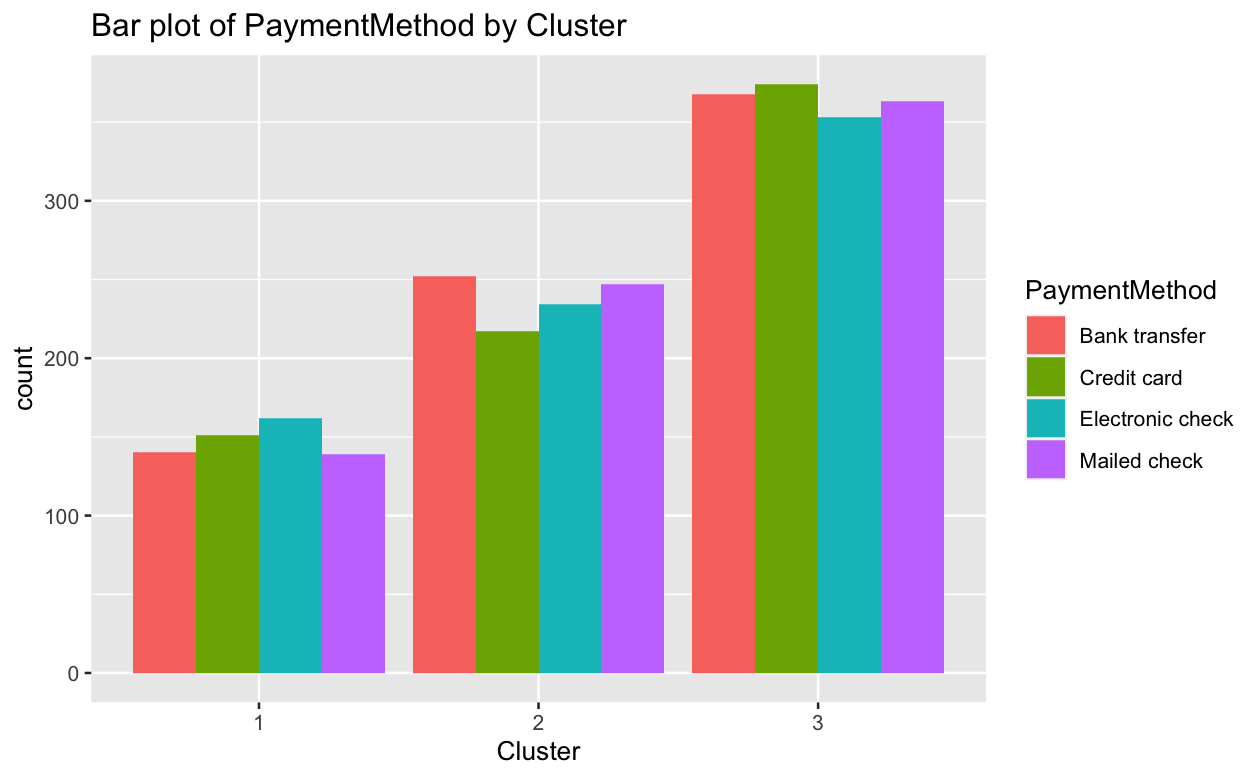 Bar plot of PaymentMethod by Cluster
300
200
100
0
count
1 2 3
Cluster
PaymentMethod
Bank transfer
Credit card
Electronic check
Mailed check